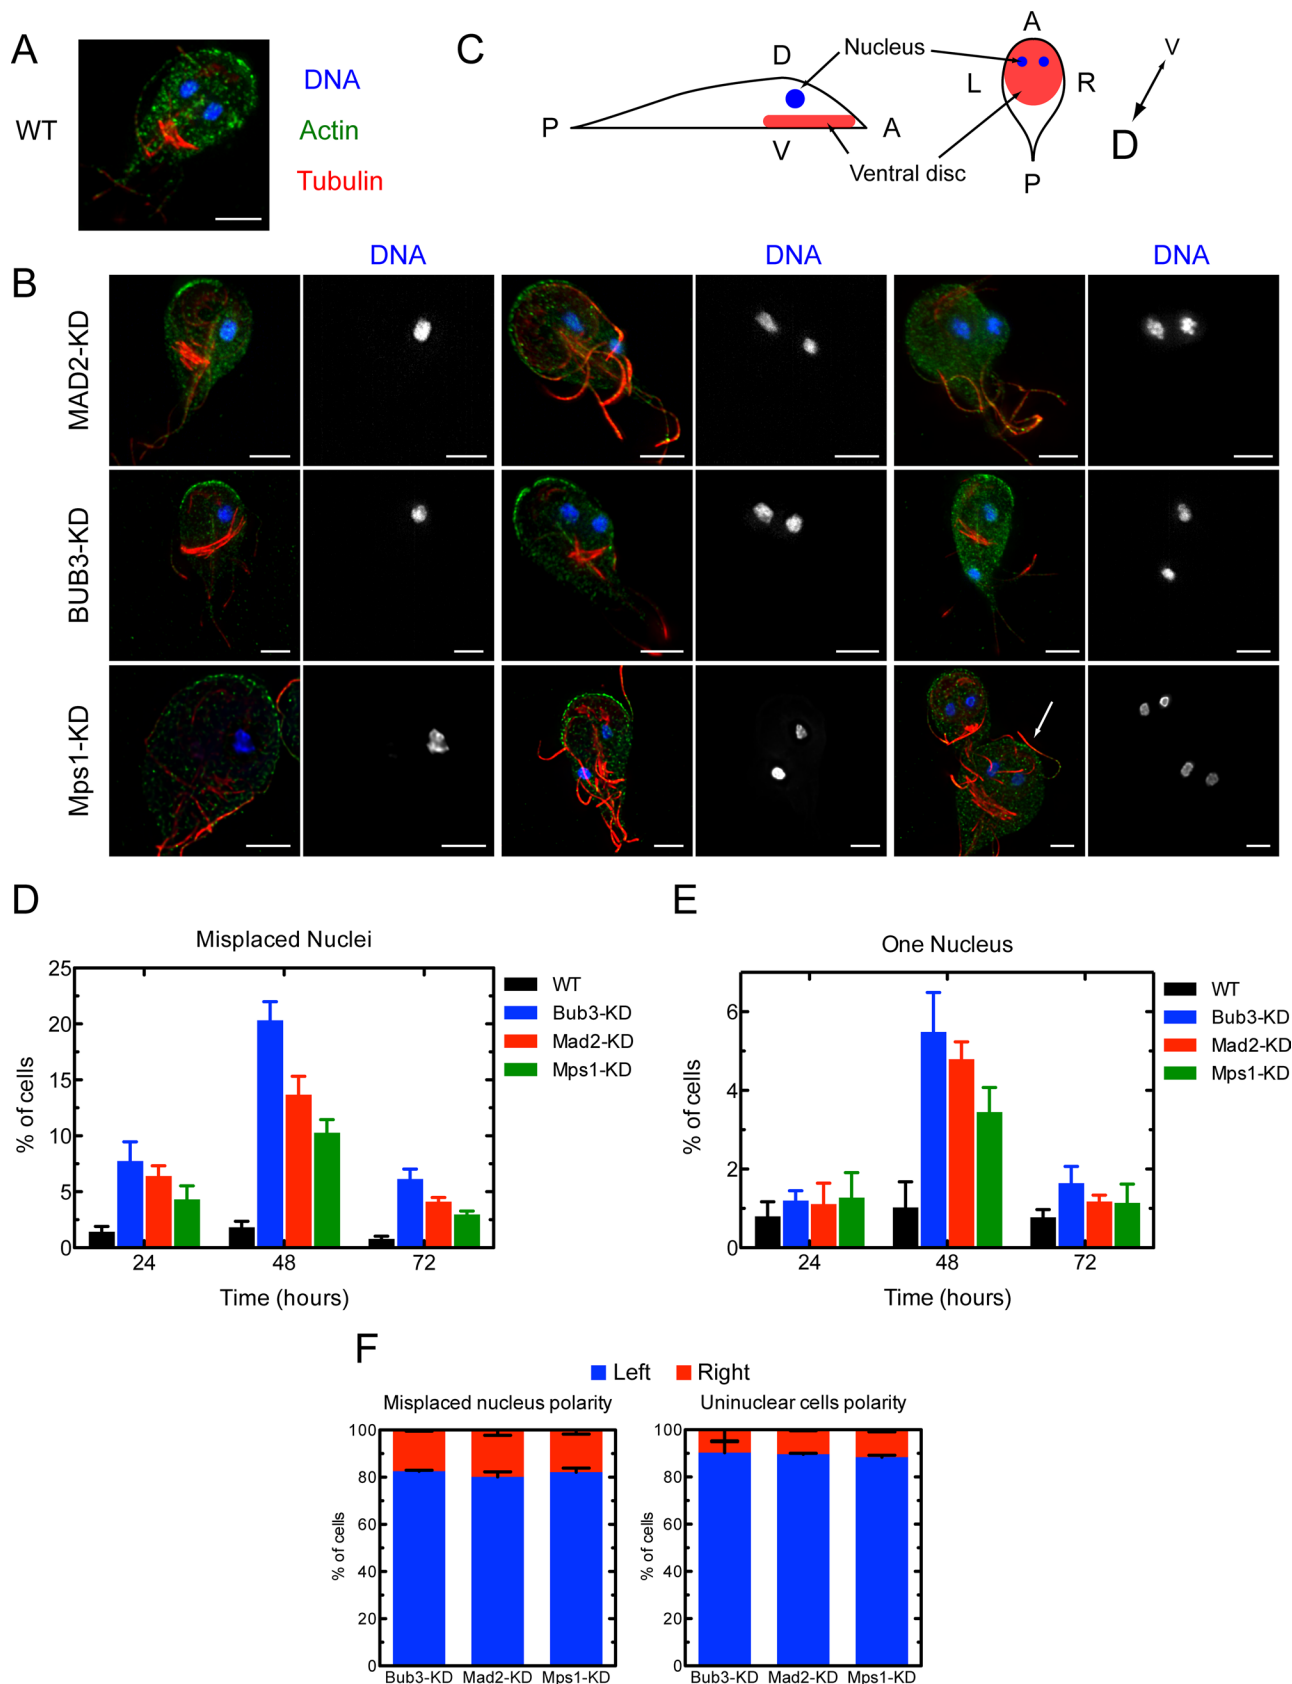 A
WT
DNA
Actin
Tubulin
C
P
D
V
A
Nucleus
Ventral disc
A
L
R
P
V
D
B
DNA
DNA
DNA
MAD2-KD
BUB3-KD
Mps1-KD
D
Misplaced Nuclei
% of cells
25
20
15
10
5
0
24
48
72
Time (hours)
WT
Bub3-KD
Mad2-KD
Mps1-KD
E
One Nucleus
% of cells
6
4
2
0
24
48
72
Time (hours)
WT
Bub3-KD
Mad2-KD
Mps1-KD
F
Left
Right
Misplaced nucleus polarity
% of cells
100
80
60
40
20
0
Bub3-KD
Mad2-KD
Mps1-KD
Uninuclear cells polarity
% of cells
100
80
60
40
20
0
Bub3-KD
Mad2-KD
Mps1-KD